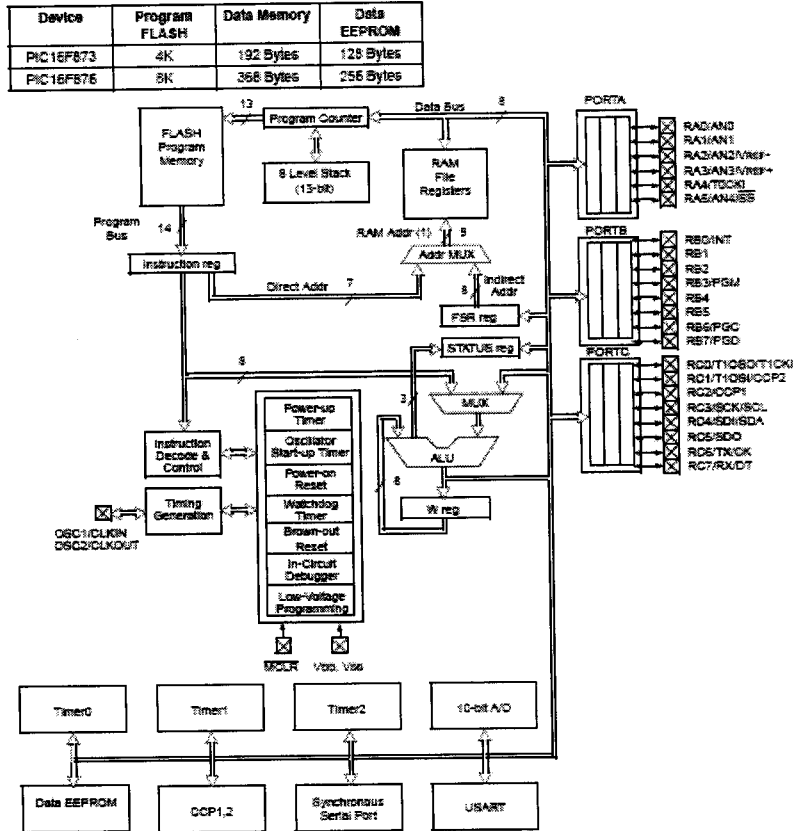 Device Program FLASH Data Memory Data EEPROM
PIC16F873 4K 192 Bytes 128 Bytes
PIC16F876 8K 368 Bytes 256 Bytes
13
Program Counter
Data Bus
8
PORTA
FLASH
Program
Memory
8 Level Stack
(13-bit)
RAM
File
Registers
RA0/AN0
RA1/AN1
RA2/AN2/VREF-
RA3/AN3/VREF+
RA4/T0CKI
RA5/AN4/SS
Program
Bus
14
RAM Addr (1)
9
PORTB
Instruction reg
Addr MUX
RB0/INT
RB1
RB2
RB3/PGM
RB4
RB5
RB6/PGC
RB7/PGD
Direct Addr
7
8
Indirect
Addr
FSR reg
STATUS reg
PORTC
8
3
MUX
RC0/T1OSO/T1CKI
RC1/T1OSI/CCP2
RC2/CCP1
RC3/SCK/SCL
RC4/SDI/SDA
RC5/SDO
RC6/TX/CK
RC7/RX/DT
Power-up
Timer
Oscillator
Start-up Timer
Power-on
Reset
Watchdog
Timer
Brown-out
Reset
In-Circuit
Debugger
Low-Voltage
Programming
Instruction
Decode &
Control
ALU
8
Timing
Generation
W reg
OSC1/CLKIN
OSC2/CLKOUT
MCLR
VDD, VSS
Timer0
Timer1
Timer2
10-bit A/D
Data EEPROM
CCP1,2
Synchronous
Serial Port
USART